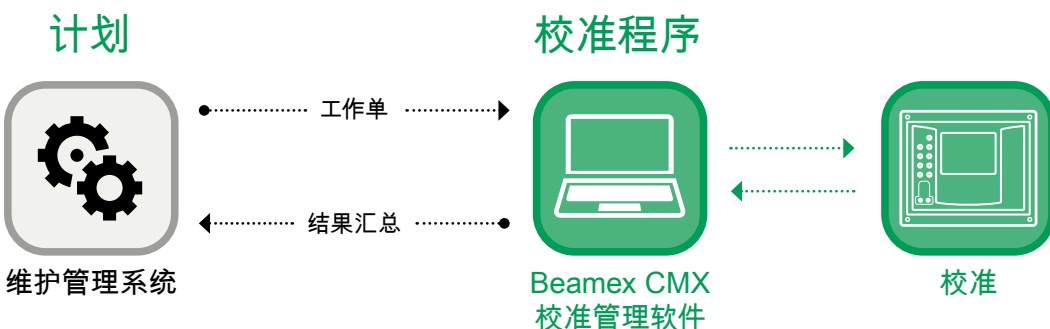 计划
校准程序
工作单
结果汇总
维护管理系统
Beamex CMX
校准管理软件
校准